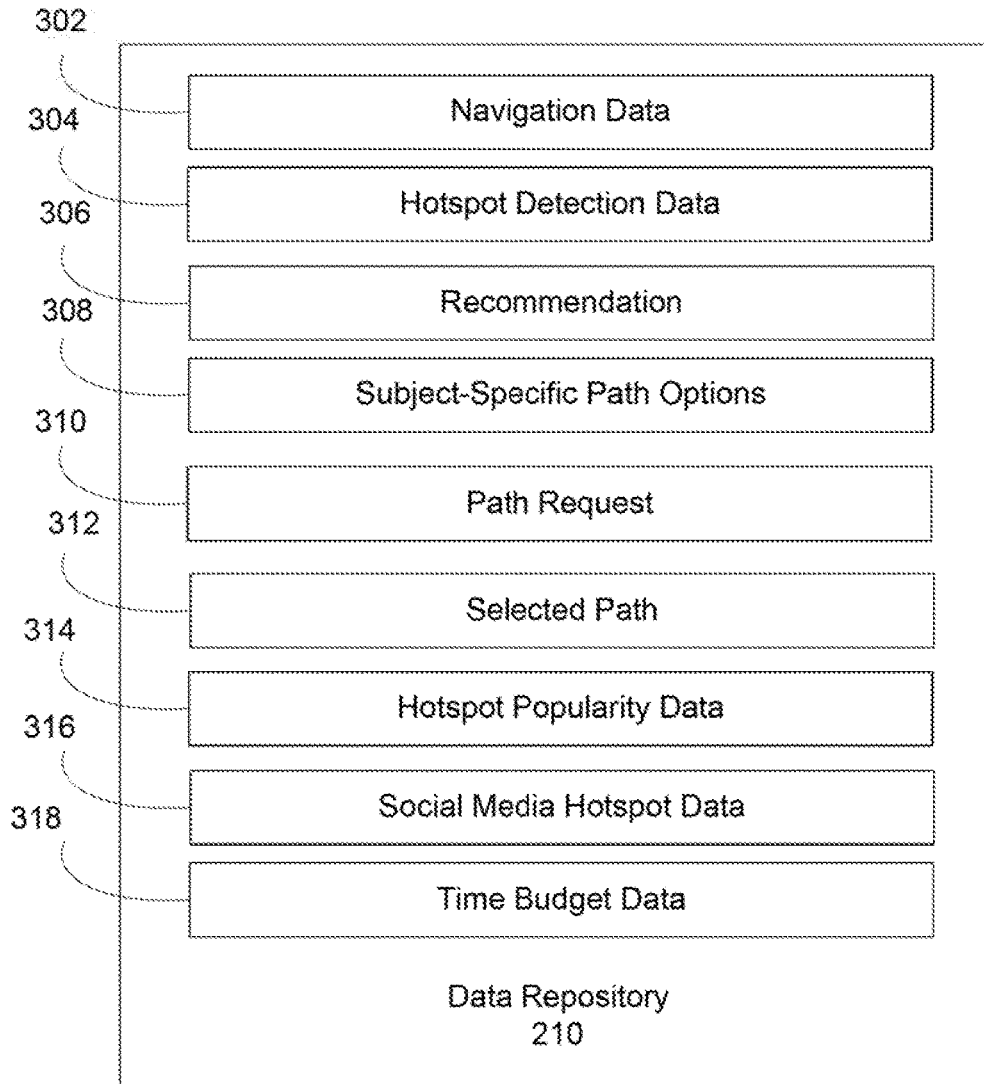 302
Navigation Data
304
Hotspot Detection Data
306
Recommendation
308
Subject-Specific Path Options
310
Path Request
312
Selected Path
314
Hotspot Popularity Data
316
Social Media Hotspot Data
318
Time Budget Data
Data Repository
210